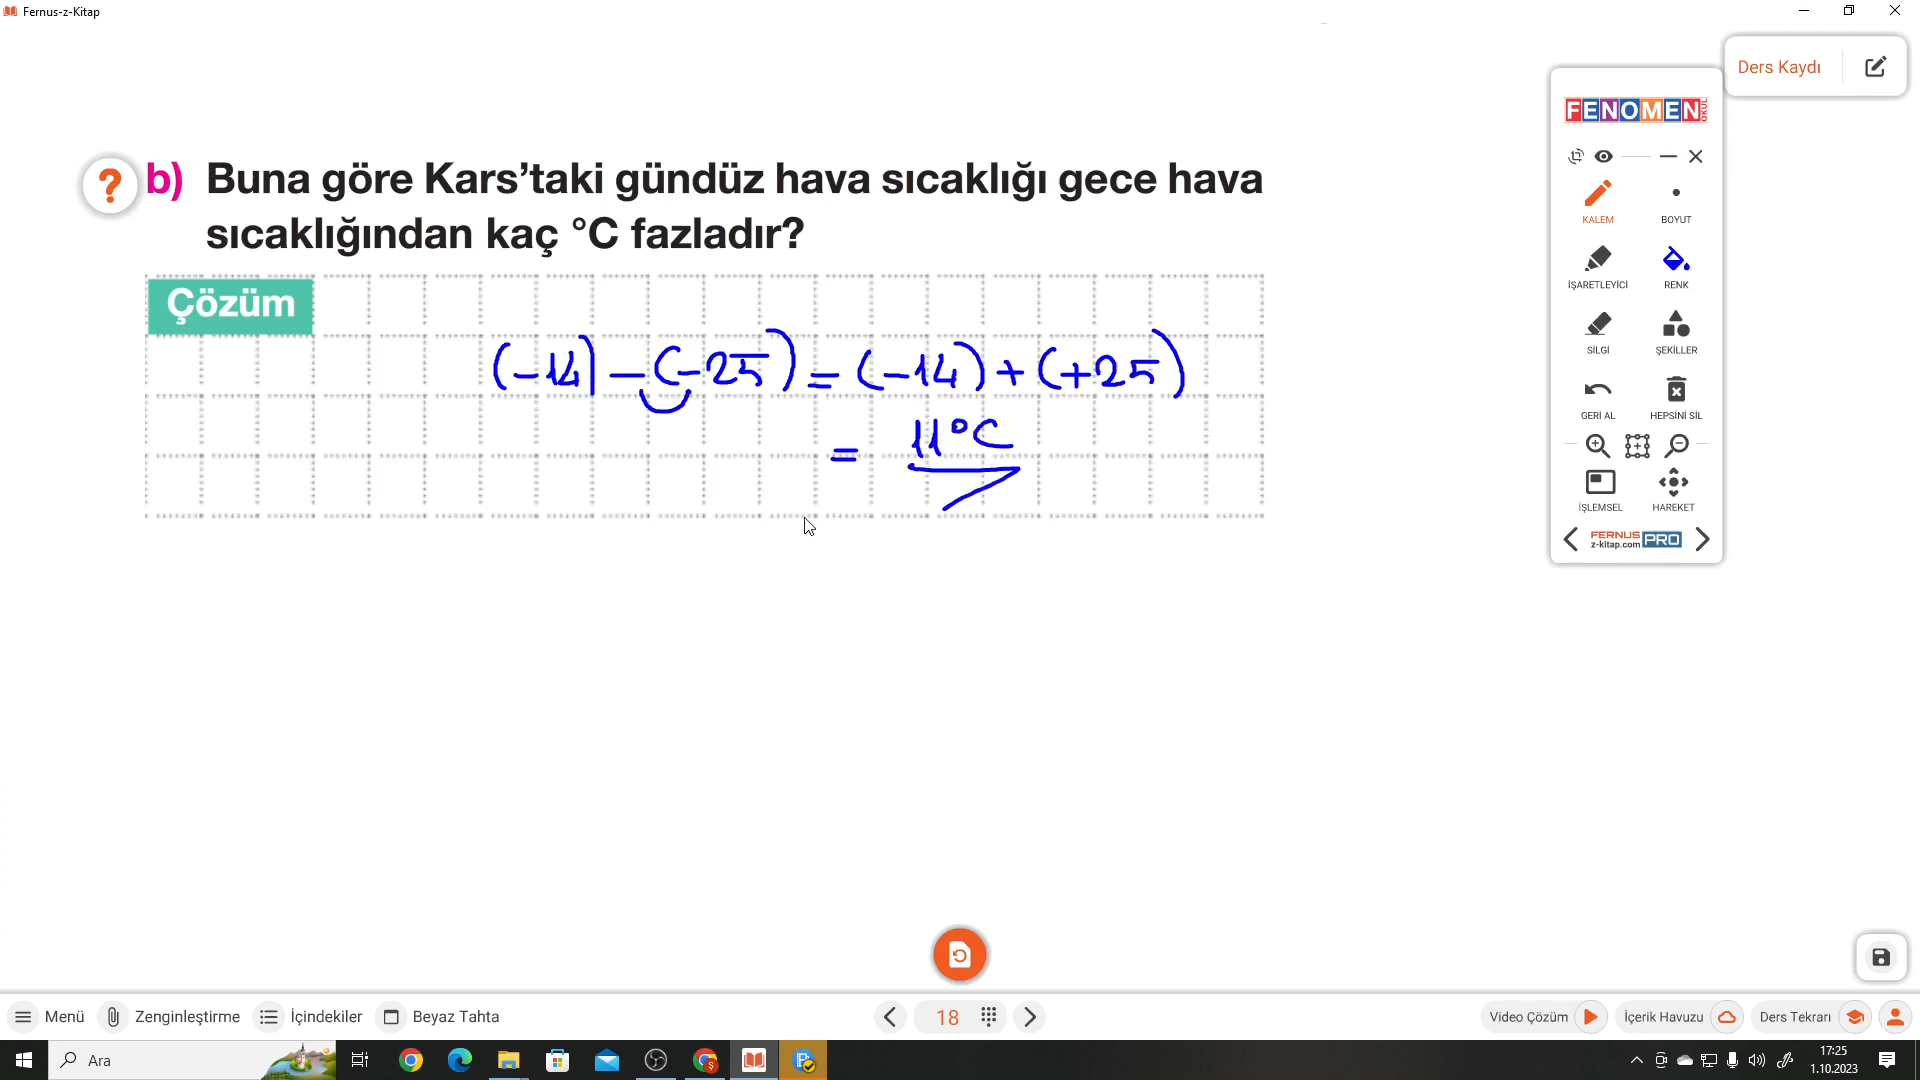 Fernus-z-Kitap
Ders Kaydı
FENOMEN OKUL
b) Buna göre Kars’taki gündüz hava sıcaklığı gece hava
sıcaklığından kaç °C fazladır?
Çözüm
(-14) - (-25) = (-14) + (+25)
= 11°C
KALEM
BOYUT
İŞARETLEYİCİ
RENK
SİLGİ
ŞEKİLLER
GERİ AL
HEPSİNİ SİL
İŞLEMSEL
HAREKET
FERNUS
z-kitap.com PRO
Menü
Zenginleştirme
İçindekiler
Beyaz Tahta
18
Video Çözüm
İçerik Havuzu
Ders Tekrarı
Ara
17:25
1.10.2023